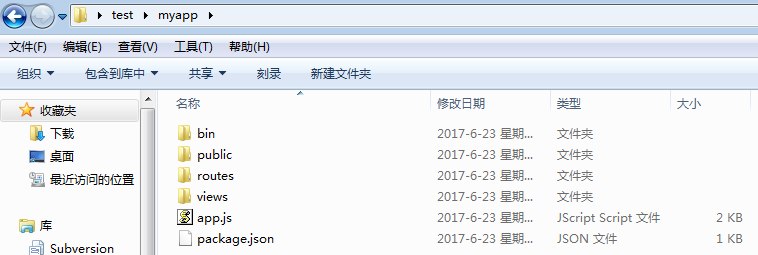 test myapp
文件(F) 编辑(E) 查看(V) 工具(T) 帮助(H)
组织 包含到库中 共享 刻录 新建文件夹
收藏夹
下载
桌面
最近访问的位置
库
Subversion
名称 修改日期 类型 大小
bin 2017-6-23 星期... 文件夹
public 2017-6-23 星期... 文件夹
routes 2017-6-23 星期... 文件夹
views 2017-6-23 星期... 文件夹
app.js 2017-6-23 星期... JScript Script 文件 2 KB
package.json 2017-6-23 星期... JSON 文件 1 KB